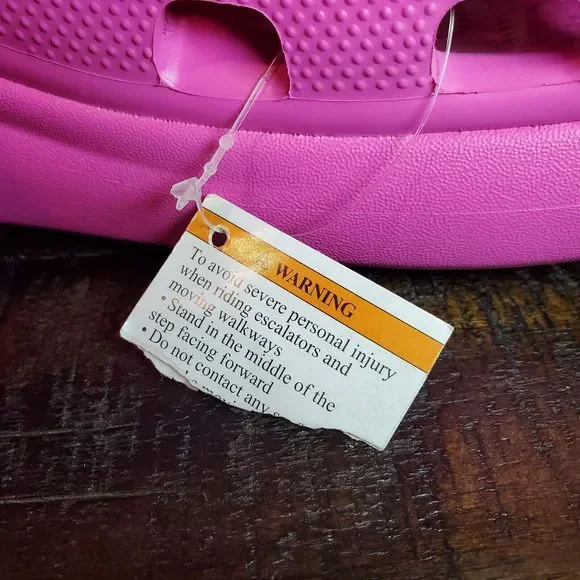 ⚠ WARNING
To avoid severe personal injury
when riding escalators and
moving walkways
• Stand in the middle of the
step facing forward
• Do not contact any